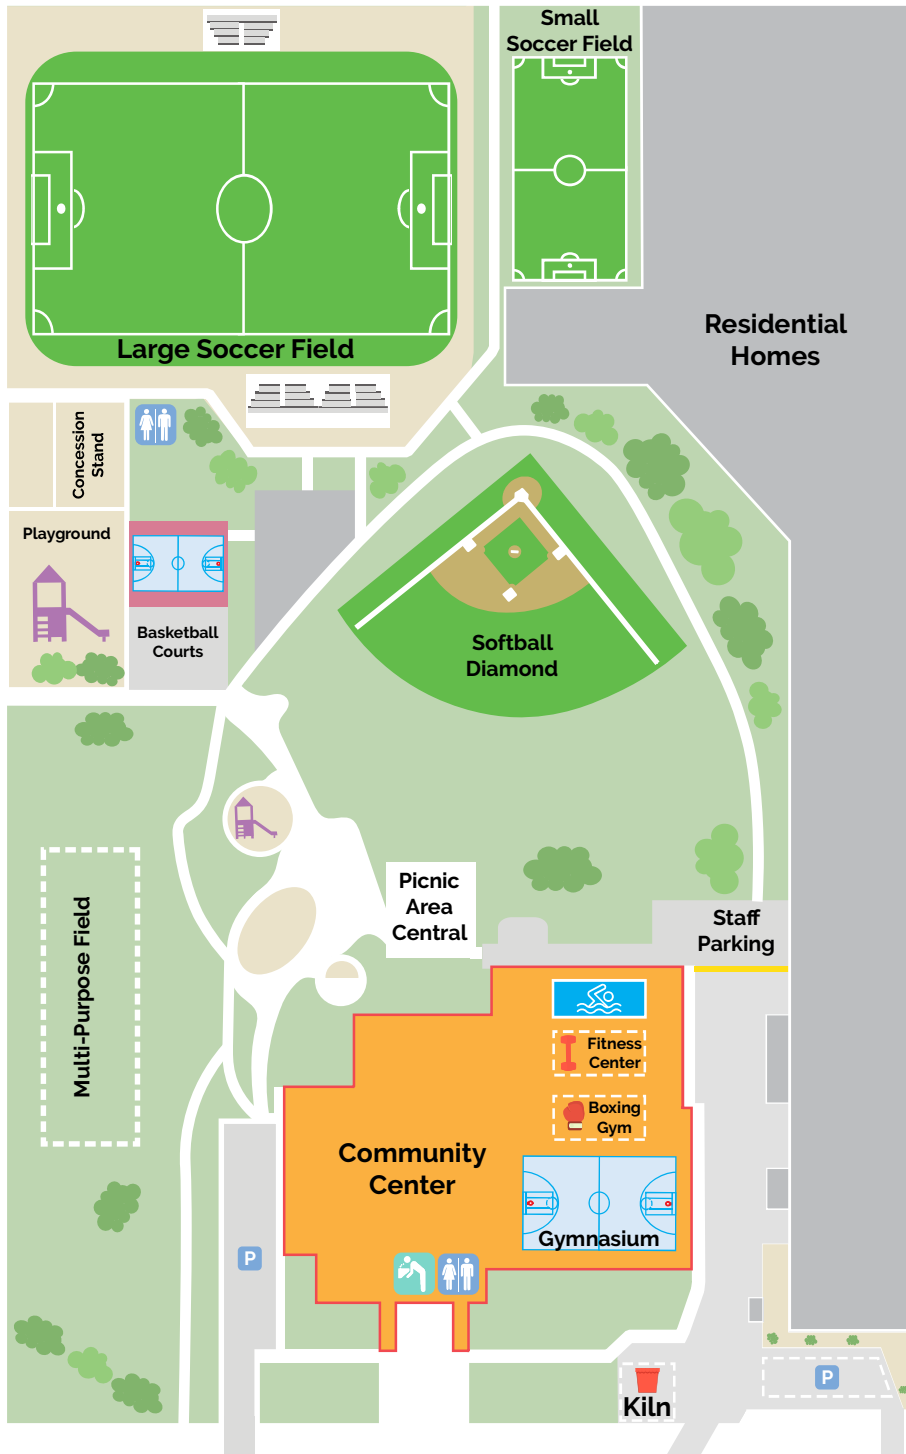 Small
Soccer Field
Large Soccer Field
Residential
Homes
Concession
Stand
Playground
Basketball
Courts
Softball
Diamond
Picnic
Area
Central
Staff
Parking
Multi-Purpose Field
Fitness
Center
Boxing
Gym
Community
Center
Gymnasium
P
P
Kiln